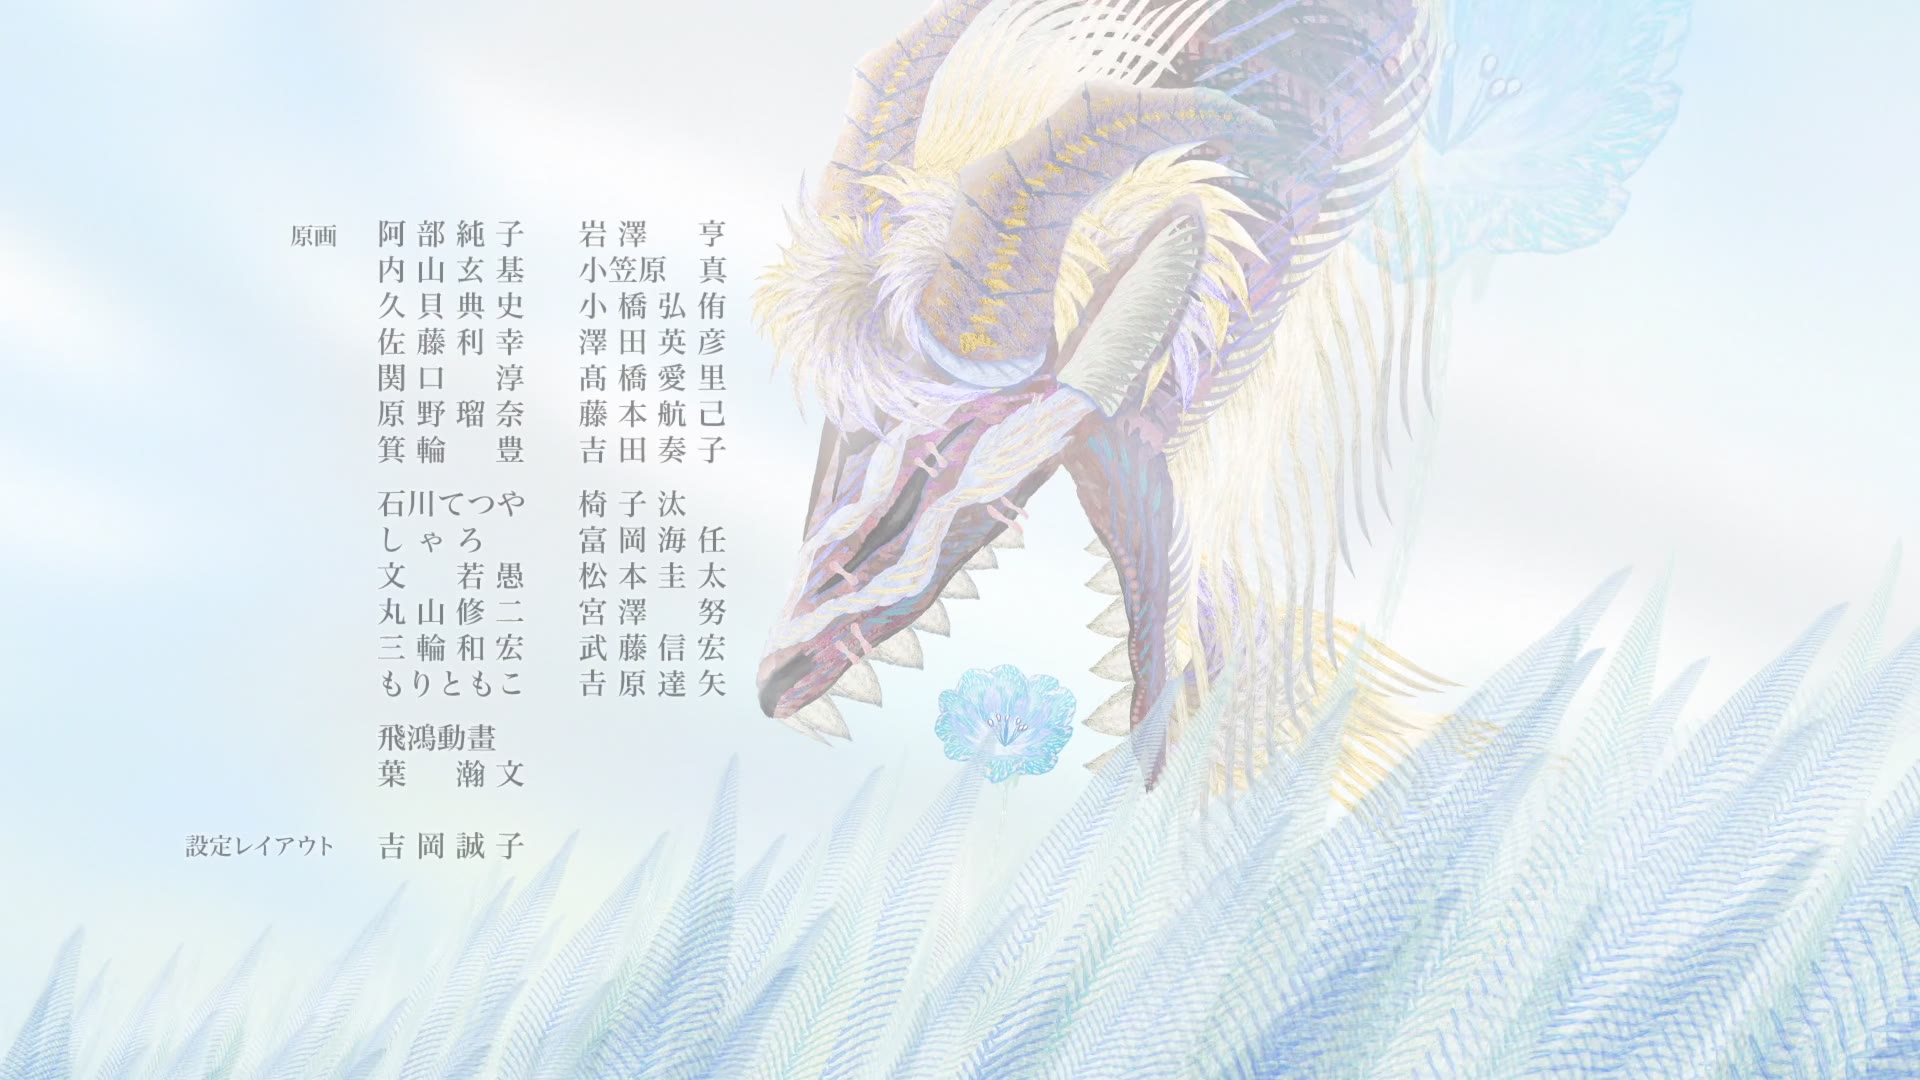 原画 阿部純子 岩澤 亨
内山玄基 小笠原 真
久貝典史 小橋弘侑
佐藤利幸 澤田英彦
関口 淳 髙橋愛里
原野瑠奈 藤本航己
箕輪 豊 吉田奏子
石川てつや 椅子汰
しゃろ 富岡海任
文 若愚 松本圭太
丸山修二 宮澤 努
三輪和宏 武藤信宏
もりともこ 𠮷原達矢
飛鴻動畫
葉 瀚文
設定レイアウト 吉岡誠子